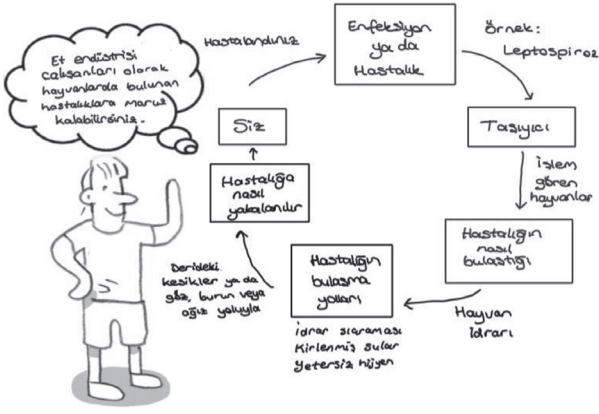 Et endüstrisi
çalışanları olarak
hayvanlarda bulunan
hastalıklara maruz
kalabilirsiniz.
Hastalandınız
Enfeksiyon
ya da
Hastalık
Örnek:
Leptospiroz
Taşıyıcı
İşlem
gören
hayvanlar
Hastalığın
nasıl
bulaştığı
Hayvan
idrarı
Hastalığın
bulaşma
yolları
idrar sıçraması
Kirlenmiş sular
Yetersiz hijyen
Derideki
kesikler ya da
göz, burun veya
ağız yoluyla
Hastalığa
nasıl
yakalanılır
Siz